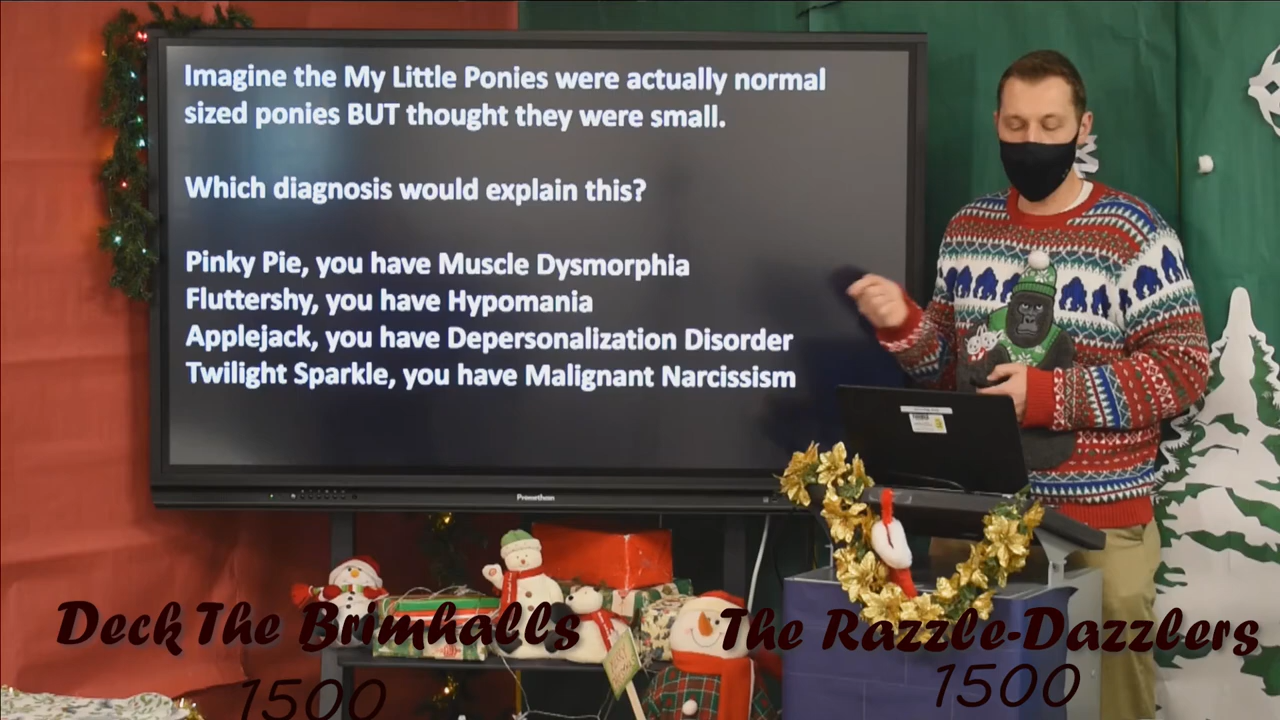 Imagine the My Little Ponies were actually normal
sized ponies BUT thought they were small.
Which diagnosis would explain this?
Pinky Pie, you have Muscle Dysmorphia
Fluttershy, you have Hypomania
Applejack, you have Depersonalization Disorder
Twilight Sparkle, you have Malignant Narcissism
Promethean
Deck The Brimhalls
1500
The Razzle-Dazzlers
1500